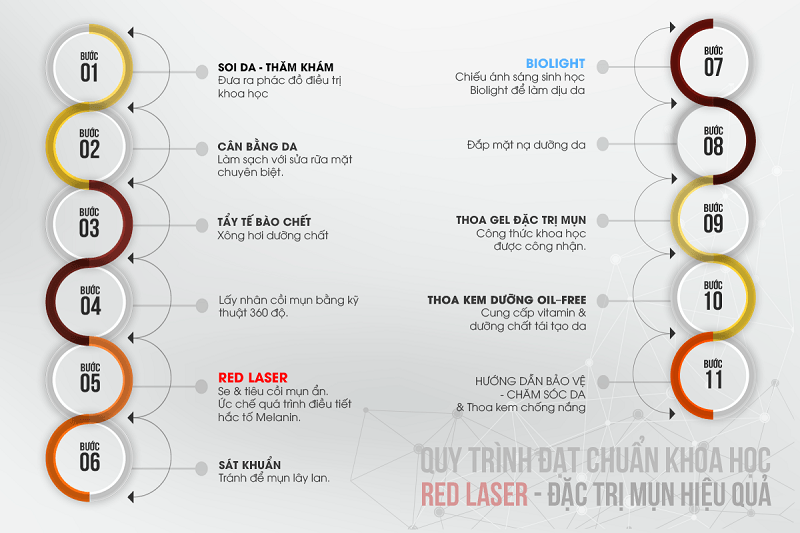 BƯỚC
01
SOI DA - THĂM KHÁM
Đưa ra phác đồ điều trị
khoa học
BƯỚC
02
CÂN BẰNG DA
Làm sạch với sữa rửa mặt
chuyên biệt.
BƯỚC
03
TẨY TẾ BÀO CHẾT
Xông hơi dưỡng chất
BƯỚC
04
Lấy nhân cồi mụn bằng kỹ
thuật 360 độ.
BƯỚC
05
RED LASER
Se & tiêu cồi mụn ẩn.
Ức chế quá trình điều tiết
hắc tố Melanin.
BƯỚC
06
SÁT KHUẨN
Tránh để mụn lây lan.
BƯỚC
07
BIOLIGHT
Chiếu ánh sáng sinh học
Biolight để làm dịu da
BƯỚC
08
Đắp mặt nạ dưỡng da
BƯỚC
09
THOA GEL ĐẶC TRỊ MỤN
Công thức khoa học
được công nhận.
BƯỚC
10
THOA KEM DƯỠNG OIL-FREE
Cung cấp vitamin &
dưỡng chất tái tạo da
BƯỚC
11
HƯỚNG DẪN BẢO VỆ
- CHĂM SÓC DA
& Thoa kem chống nắng
QUY TRÌNH ĐẠT CHUẨN KHOA HỌC
RED LASER - ĐẶC TRỊ MỤN HIỆU QUẢ